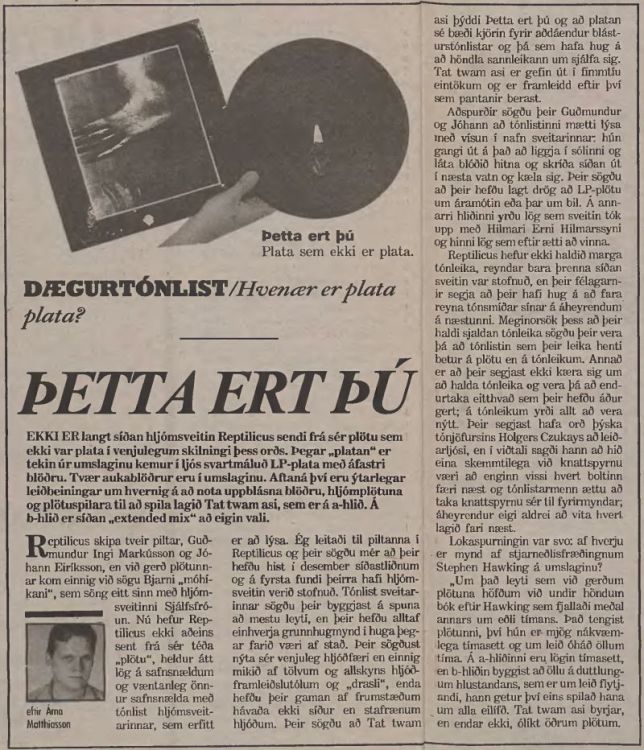 Þetta ert þú
Plata sem ekki er plata.
DÆGURTÓNLIST/Hvenær er plata
plata?
ÞETTA ERT ÞÚ
EKKI ER langt síðan hljómsveitin Reptilicus sendi frá sér plötu sem
ekki var plata í venjulegum skilningi þess orðs. Þegar „platan“ er
tekin úr umslaginu kemur í ljós svartmáluð LP-plata með áfastri
blöðru. Tvær aukablöðrur eru í umslaginu. Aftaná því eru ýtarlegar
leiðbeiningar um hvernig á að nota uppblásna blöðru, hljómplötuna
og plötuspilara til að spila lagið Tat twam asi, sem er á a-hlið. Á
b-hlið er síðan „extended mix“ að eigin vali.
Reptilicus skipa tveir piltar, Guð-
mundur Ingi Markússon og Jó-
hann Eiríksson, en við gerð plötunn-
ar kom einnig við sögu Bjarni „móhí-
kani“, sem söng eitt sinn með hljóm-
sveitinni Sjálfsfró-
un. Nú hefur Rep-
tilicus ekki aðeins
sent frá sér téða
„plötu“, heldur átt
lög á safnsnældum
og væntanleg önn-
ur safnsnælda með
tónlist hljómsveit-
arinnar, sem erfitt
eftir Árna
Matthíasson
er að lýsa. Ég leitaði til piltanna í
Reptilicus og þeir sögðu mér að þeir
hefðu hist í desember síðastliðnum
og á fyrsta fundi þeirra hafi hljóm-
sveitin verið stofnuð. Tónlist sveitar-
innar sögðu þeir byggjast á spuna
að mestu leyti, en þeir hefðu alltaf
einhverja grunnhugmynd í huga þeg-
ar farið væri af stað. Þeir sögðust
nýta sér venjuleg hljóðfæri en einnig
mikið af tölvum og allskyns hljóð-
framleiðslutólum og „drasli“, enda
hefðu þeir gaman af frumstæðum
hávaða ekki síður en stafrænum
hljóðum. Þeir sögðu að Tat twam
asi þýddi Þetta ert þú og að platan
sé bæði kjörin fyrir aðdáendur blást-
urstónlistar og þá sem hafa hug á
að höndla sannleikann um sjálfa sig.
Tat twam asi er gefin út í fimmtíu
eintökum og er framleidd eftir því
sem pantanir berast.
Aðspurðir sögðu þeir Guðmundur
og Jóhann að tónlistinni mætti lýsa
með vísun í nafn sveitarinnar: hún
gangi út á það að liggja í sólinni og
láta blóðið hitna og skríða síðan út
í næsta vatn og kæla sig. Þeir sögðu
að þeir hefðu lagt drög að LP-plötu
um áramótin eða þar um bil. Á ann-
arri hliðinni yrðu lög sem sveitin tók
upp með Hilmari Erni Hilmarssyni
og hinni lög sem eftir ætti að vinna.
Reptilicus hefur ekki haldið marga
tónleika, reyndar bara þrenna síðan
sveitin var stofnuð, en þeir félagarn-
ir segja að þeir hafi hug á að fara
reyna tónsmíðar sínar á áheyrendum
á næstunni. Meginorsök þess að þeir
haldi sjaldan tónleika sögðu þeir vera
þá að tónlistin sem þeir leika henti
betur á plötu en á tónleikum. Annað
er að þeir segjast ekki kæra sig um
að halda tónleika og vera þá að end-
urtaka eitthvað sem þeir hefðu áður
gert; á tónleikum yrði allt að vera
nýtt. Þeir segjast hafa orð þýska
tónjöfursins Holgers Czukays að leið-
arljósi, en í viðtali sagði hann að hið
eina skemmtilega við knattspyrnu
væri að enginn vissi hvert boltinn
færi næst og tónlistarmenn ættu að
taka knattspyrnu sér til fyrirmyndar;
áheyrendur eigi aldrei að vita hvert
lagið fari næst.
Lokaspurningin var svo: af hverju
er mynd af stjarneðlisfræðingnum
Stephen Hawking á umslaginu?
„Um það leyti sem við gerðum
plötuna höfðum við undir höndum
bók eftir Hawking sem fjallaði meðal
annars um eðli tímans. Það tengist
plötunni, því hún er mjög nákvæm-
lega tímasett og um leið óháð öllum
tíma. Á a-hliðinni eru lögin tímasett,
en b-hliðin byggist að öllu á duttlung-
um hlustandans, sem er um leið flytj-
andi, hann getur því eins spilað hana
um alla eilífð. Tat twam asi byrjar,
en endar ekki, ólíkt öðrum plötum.